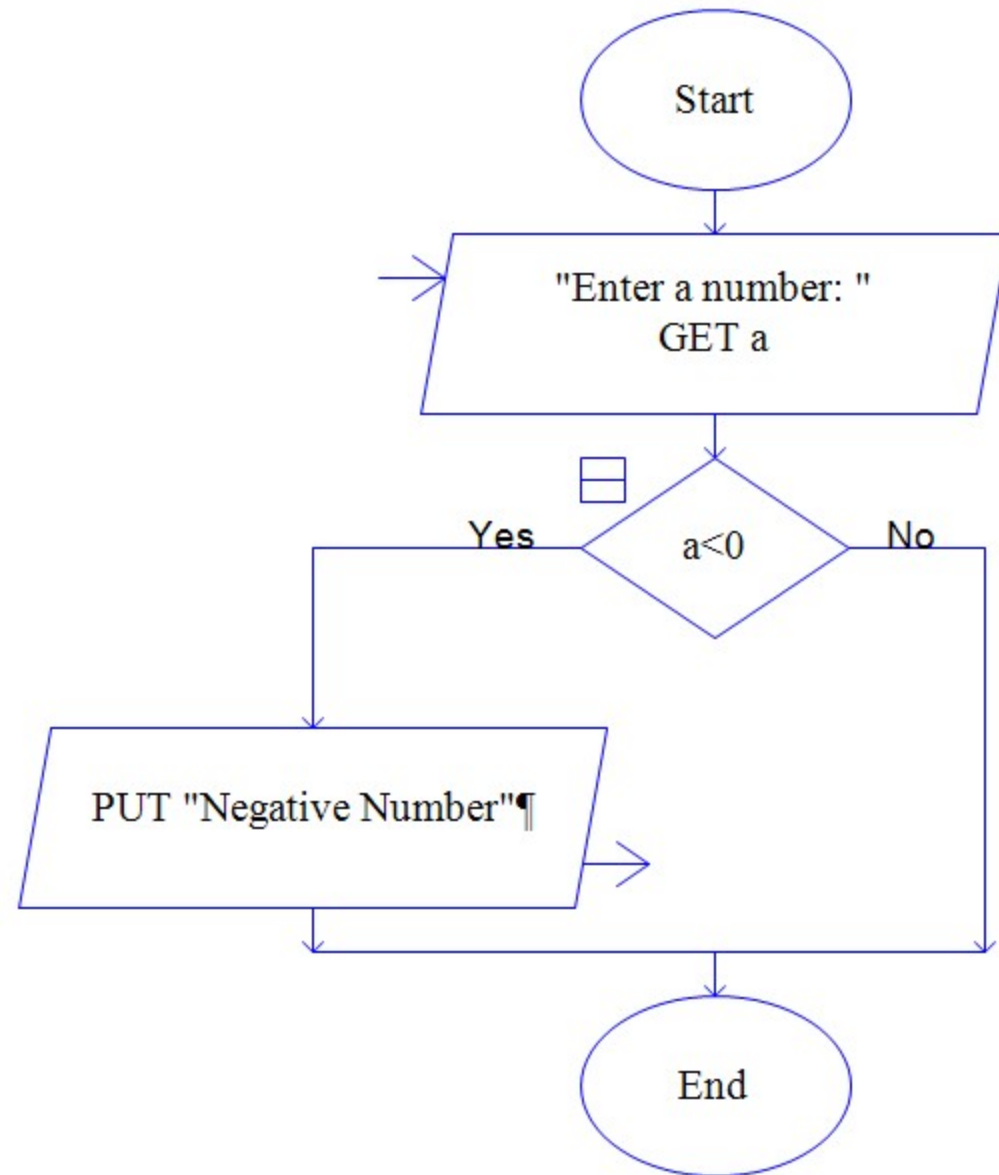 Start
"Enter a number: "
GET a
Yes
a<0
No
PUT "Negative Number"¶
End